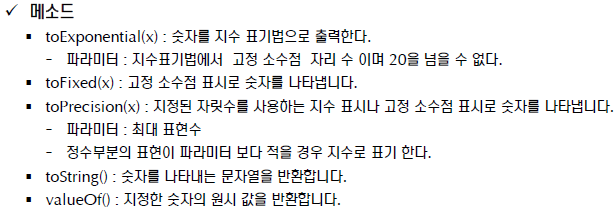 ✓ 메소드
▪ toExponential(x) : 숫자를 지수 표기법으로 출력한다.
– 파라미터 : 지수표기법에서 고정 소수점 자리 수 이며 20을 넘을 수 없다.
▪ toFixed(x) : 고정 소수점 표시로 숫자를 나타냅니다.
▪ toPrecision(x) : 지정된 자릿수를 사용하는 지수 표시나 고정 소수점 표시로 숫자를 나타냅니다.
– 파라미터 : 최대 표현수
– 정수부분의 표현이 파라미터 보다 적을 경우 지수로 표기 한다.
▪ toString() : 숫자를 나타내는 문자열을 반환합니다.
▪ valueOf() : 지정한 숫자의 원시 값을 반환합니다.